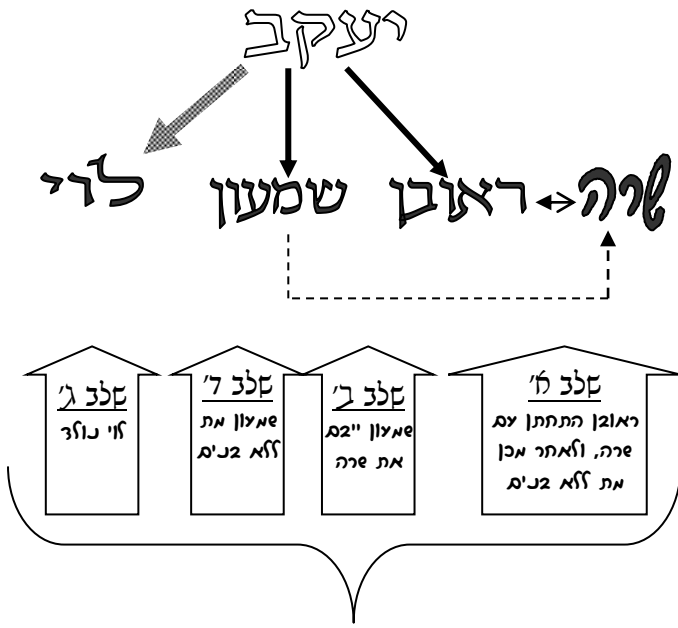 יעקב
שרה
ראובן
שמעון
לוי
שלב א'
ראובן התחתן עם
שרה, ולאחר מכן
מת ללא בנים
שלב ב'
שמעון ייבם
את שרה
שלב ד'
שמעון מת
ללא בנים
שלב ג'
לוי נולד